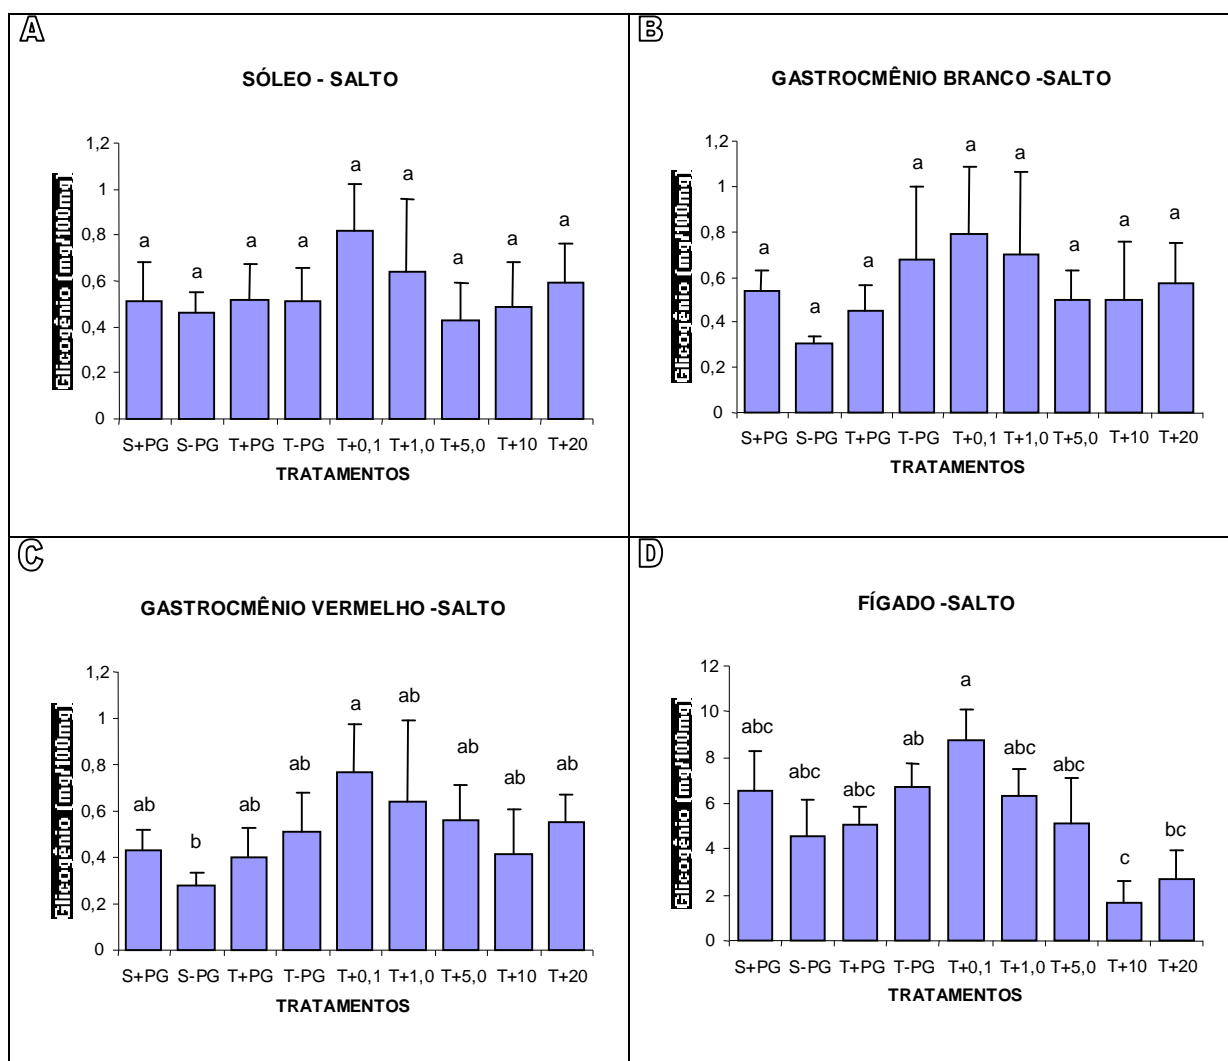 A
SÓLEO - SALTO
Glicogênio (mg/100mg)
1,2
1
0,8
0,6
0,4
0,2
0
a a a a a a a a a
S+PG S-PG T+PG T-PG T+0,1 T+1,0 T+5,0 T+10 T+20
TRATAMENTOS
B
GASTROCMÊNIO BRANCO -SALTO
Glicogênio (mg/100mg)
1,2
1
0,8
0,6
0,4
0,2
0
a a a a a a a a a
S+PG S-PG T+PG T-PG T+0,1 T+1,0 T+5,0 T+10 T+20
TRATAMENTOS
C
GASTROCMÊNIO VERMELHO -SALTO
Glicogênio (mg/100mg)
1,2
1
0,8
0,6
0,4
0,2
0
ab b ab ab a ab ab ab ab
S+PG S-PG T+PG T-PG T+0,1 T+1,0 T+5,0 T+10 T+20
TRATAMENTOS
D
FÍGADO -SALTO
Glicogênio (mg/100mg)
12
10
8
6
4
2
0
abc abc abc ab a abc abc c bc
S+PG S-PG T+PG T-PG T+0,1 T+1,0 T+5,0 T+10 T+20
TRATAMENTOS